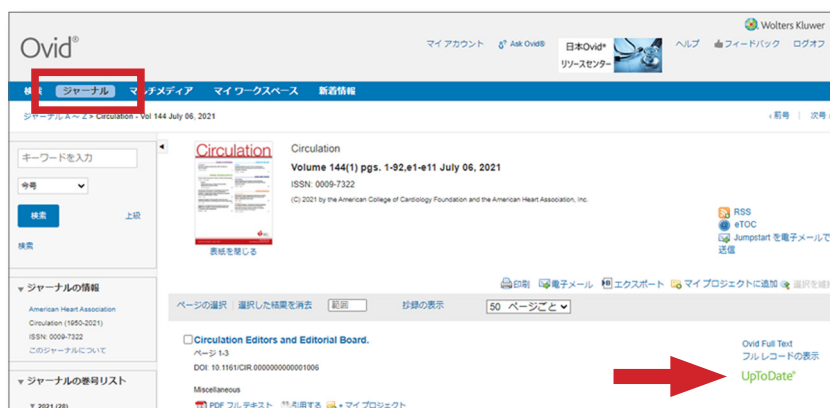 Wolters Kluwer
Ovid®
マイ アカウント
Ask Ovid®
日本Ovid®
リソースセンター
ヘルプ
フィードバック
ログオフ
ジャーナル
マルチメディア
マイ ワークスペース
新着情報
ジャーナル A ~ Z > Circulation - Vol 144 July 06, 2021
‹ 前号 | 次号
キーワードを入力
今号
検索
上級
検索
Circulation
表紙を閉じる
Circulation
Volume 144(1) pgs. 1-92,e1-e11 July 06, 2021
ISSN: 0009-7322
(C) 2021 by the American College of Cardiology Foundation and the American Heart Association, Inc.
RSS
eTOC
Jumpstart を電子メールで
送信
印刷
電子メール
エクスポート
マイ プロジェクトに追加
ジャーナルの情報
American Heart Association
Circulation (1950-2021)
ISSN: 0009-7322
このジャーナルについて
ジャーナルの巻号リスト
2021 (28)
ページの選択 | 選択した結果を消去
範囲
抄録の表示
50 ページごと
Circulation Editors and Editorial Board.
ページ 1-3
DOI: 10.1161/CIR.0000000000001006
Miscellaneous
PDF フルテキスト
引用する
+ マイ プロジェクト
Ovid Full Text
フル レコードの表示
UpToDate®